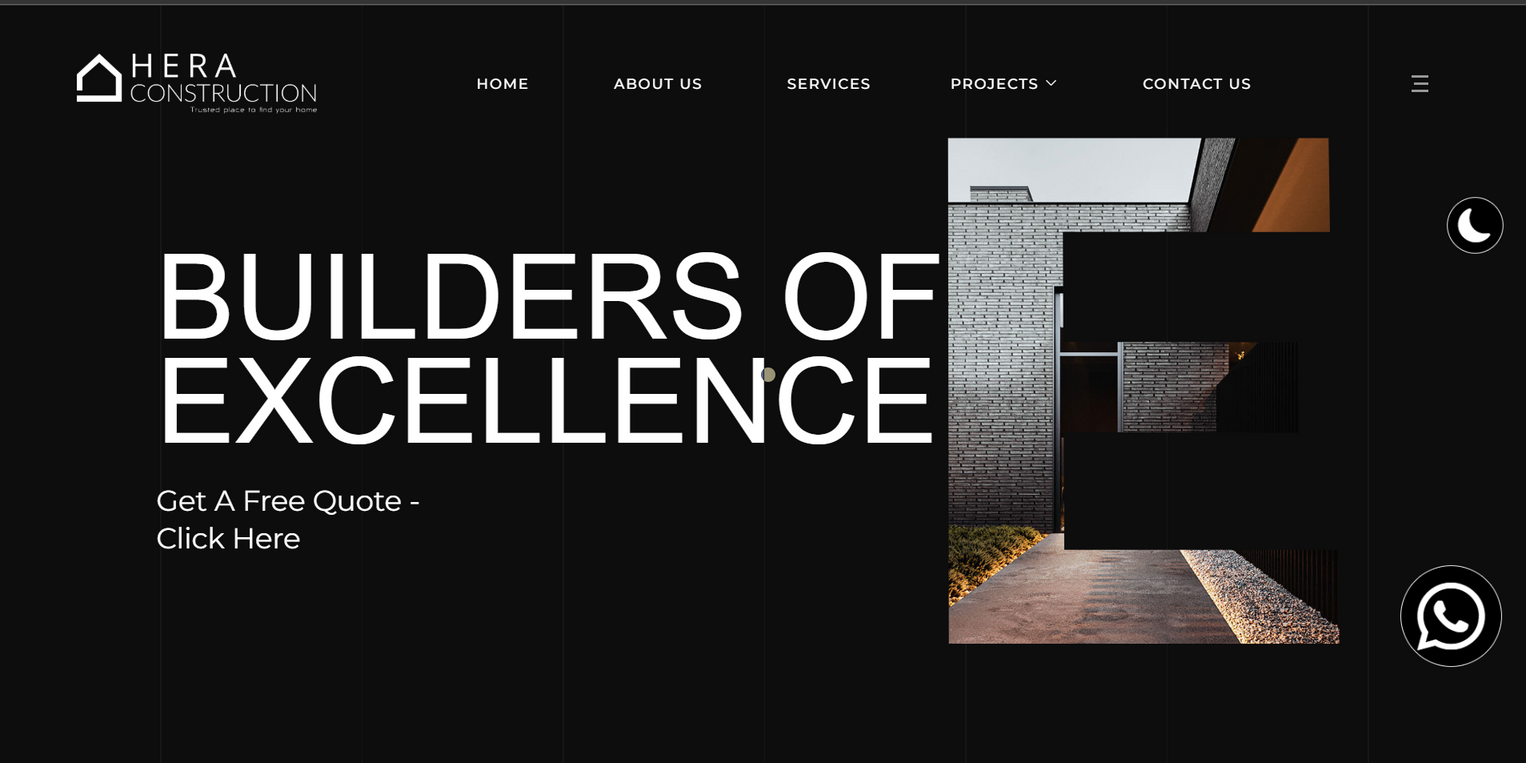 HERA
CONSTRUCTION
Trusted place to find your home
HOME
ABOUT US
SERVICES
PROJECTS
CONTACT US
BUILDERS OF
EXCELLENCE
Get A Free Quote -
Click Here